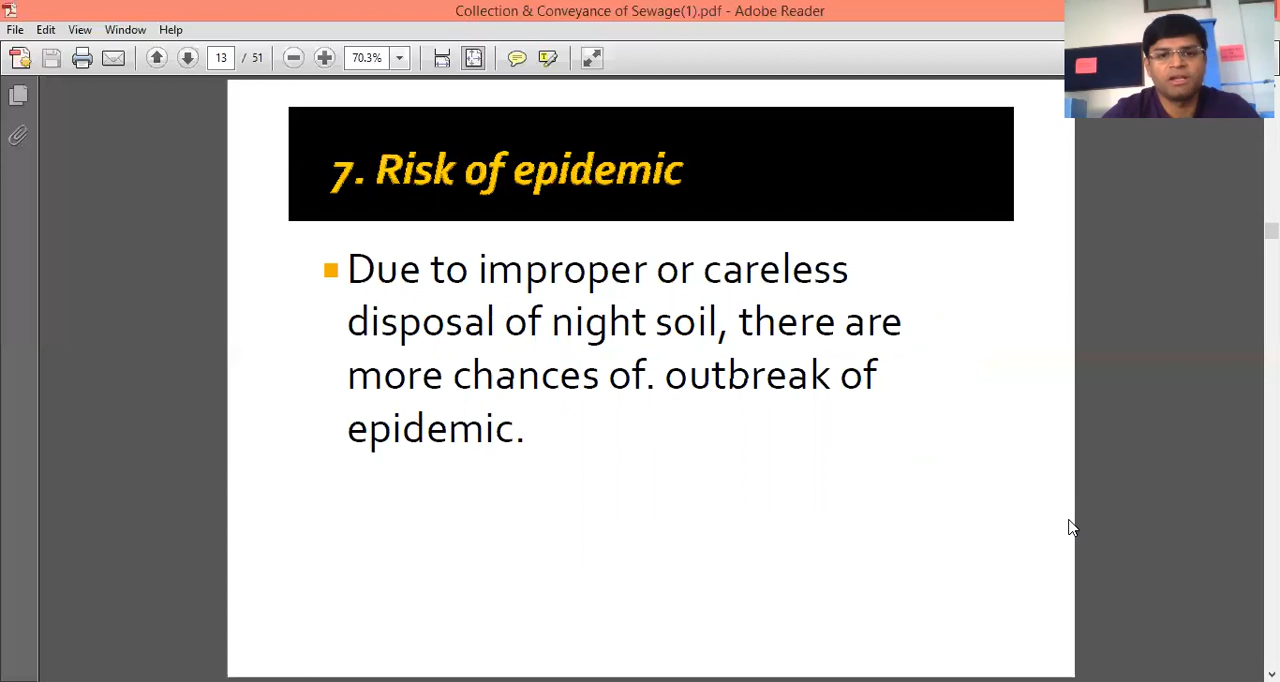 Collection & Conveyance of Sewage(1).pdf - Adobe Reader
File Edit View Window Help
13 / 51 70.3%
7. Risk of epidemic
Due to improper or careless
disposal of night soil, there are
more chances of. outbreak of
epidemic.